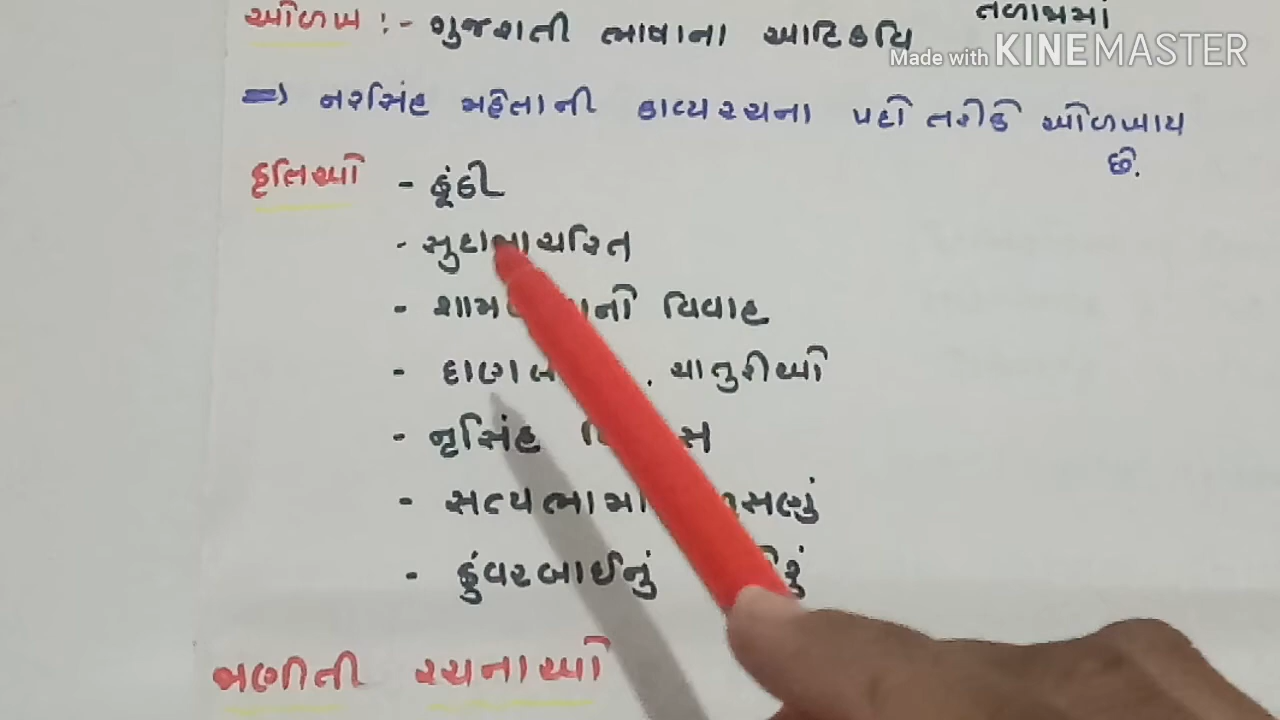 તળાજામાં
ઓળખ :- ગુજરાતી ભાષાના આદિકવિ
Made with KINEMASTER
=> નરસિંહ મહેતાની કાવ્યરચના પદો તરીકે ઓળખાય
છે.
કૃતિઓ - હૂંડી
- સુદામાચરિત
- વિવાહ
- ચાતુરીઓ
- નૃસિંહ
- સત્યભામા
- કુંવરબાઈનું
જાણીતી રચનાઓ